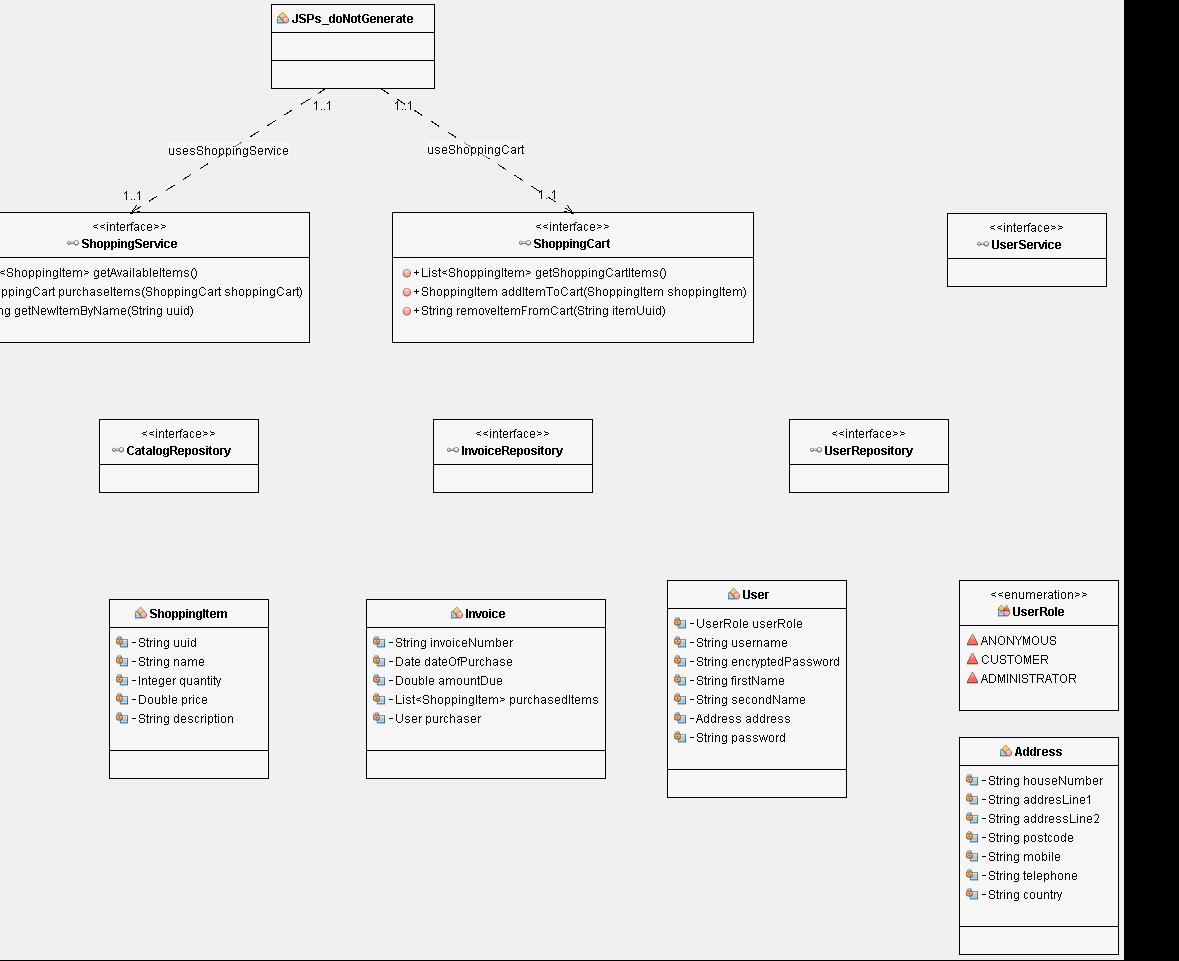 JSPs_doNotGenerate
1..1
1..1
usesShoppingService
useShoppingCart
1..1
1..1
<<interface>>
ShoppingService
<ShoppingItem> getAvailableItems()
ppingCart purchaseItems(ShoppingCart shoppingCart)
ng getNewItemByName(String uuid)
<<interface>>
ShoppingCart
+List<ShoppingItem> getShoppingCartItems()
+ShoppingItem addItemToCart(ShoppingItem shoppingItem)
+String removeItemFromCart(String itemUuid)
<<interface>>
UserService
<<interface>>
CatalogRepository
<<interface>>
InvoiceRepository
<<interface>>
UserRepository
ShoppingItem
-String uuid
-String name
-Integer quantity
-Double price
-String description
Invoice
-String invoiceNumber
-Date dateOfPurchase
-Double amountDue
-List<ShoppingItem> purchasedItems
-User purchaser
User
-UserRole userRole
-String username
-String encryptedPassword
-String firstName
-String secondName
-Address address
-String password
<<enumeration>>
UserRole
ANONYMOUS
CUSTOMER
ADMINISTRATOR
Address
-String houseNumber
-String addresLine1
-String addressLine2
-String postcode
-String mobile
-String telephone
-String country